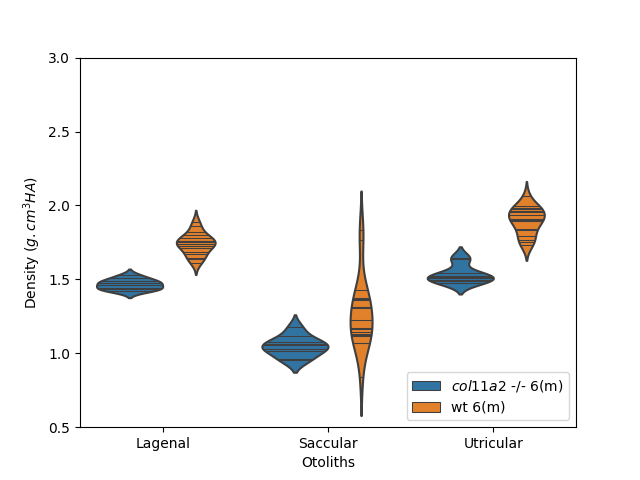 3.0
2.5
2.0
1.5
1.0
0.5
Density (g. cm³HA)
Lagenal Saccular Utricular
Otoliths
col11a2 -/- 6(m)
wt 6(m)